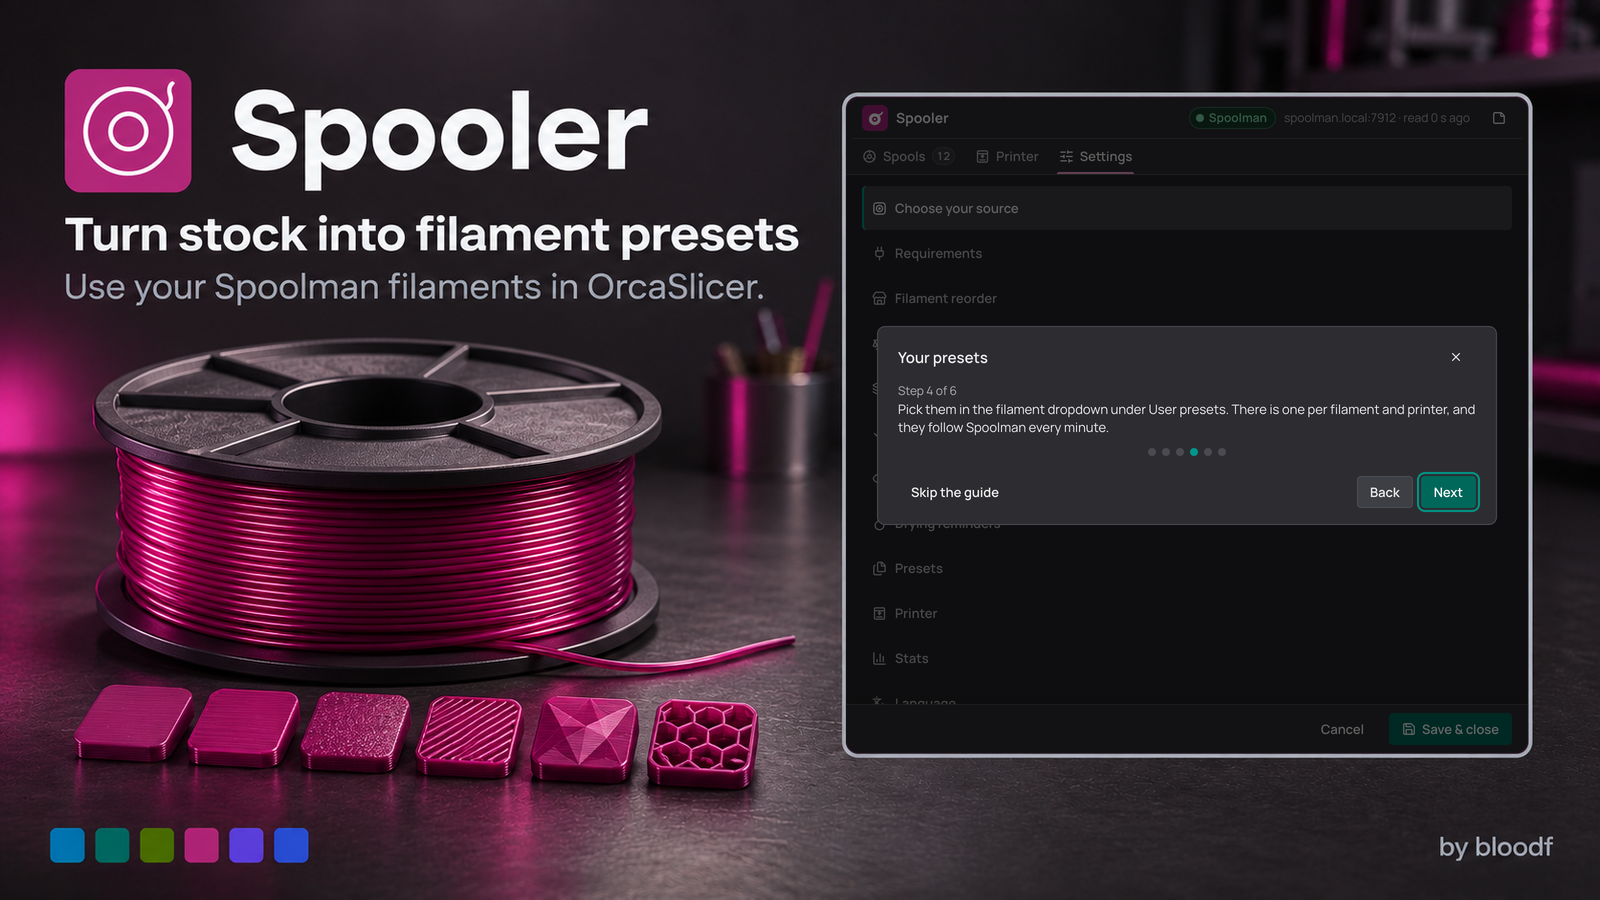 Spooler
Turn stock into filament presets
Use your Spoolman filaments in OrcaSlicer.
Spooler
Spoolman
spoolman.local:7912 · read 0 s ago
Spools 12
Printer
Settings
Choose your source
Requirements
Filament reorder
Your presets
Step 4 of 6
Pick them in the filament dropdown under User presets. There is one per filament and printer, and
they follow Spoolman every minute.
Skip the guide
Back
Next
Drying reminders
Presets
Printer
Stats
Language
Cancel
Save & close
by bloodf